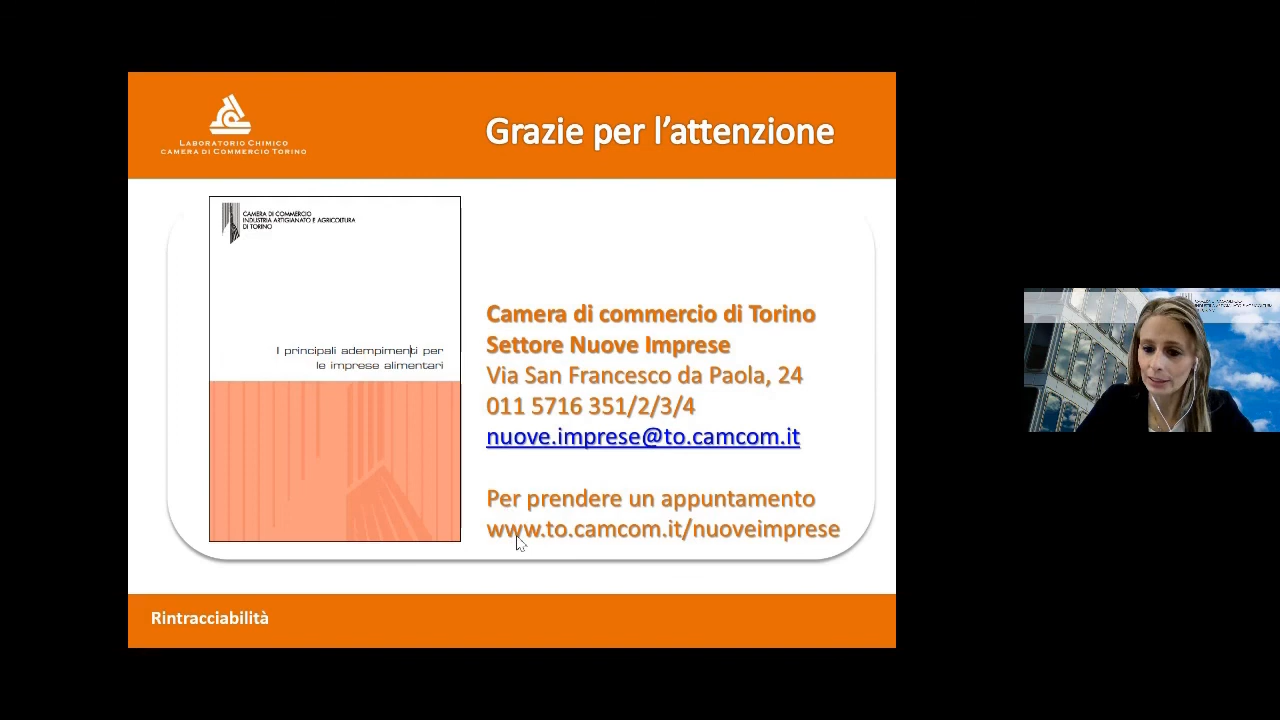 LABORATORIO CHIMICO
CAMERA DI COMMERCIO TORINO
Grazie per l'attenzione
CAMERA DI COMMERCIO
INDUSTRIA ARTIGIANATO E AGRICOLTURA
DI TORINO
I principali adempimenti per
le imprese alimentari
Camera di commercio di Torino
Settore Nuove Imprese
Via San Francesco da Paola, 24
011 5716 351/2/3/4
nuove.imprese@to.camcom.it
Per prendere un appuntamento
www.to.camcom.it/nuoveimprese
Rintracciabilità